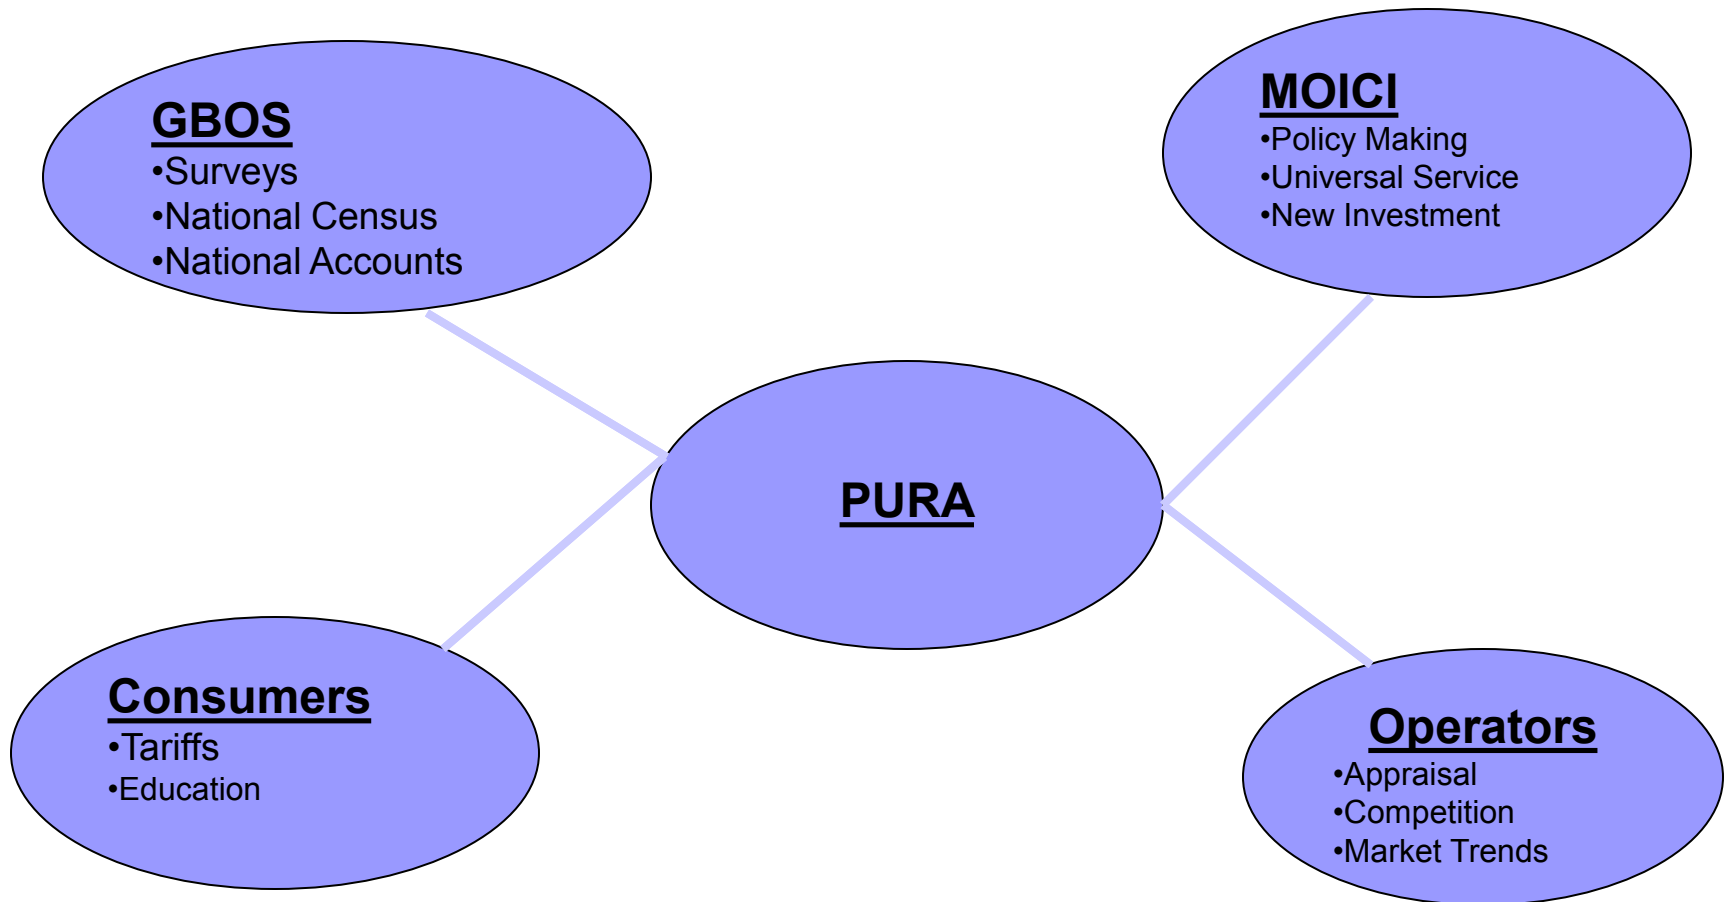 GBOS
•Surveys
•National Census
•National Accounts
MOICI
•Policy Making
•Universal Service
•New Investment
PURA
Consumers
•Tariffs
•Education
Operators
•Appraisal
•Competition
•Market Trends